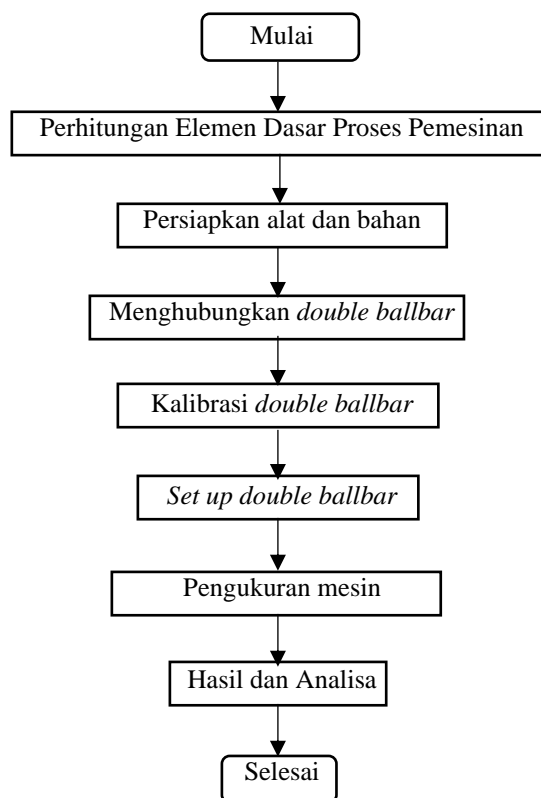 Mulai
Perhitungan Elemen Dasar Proses Pemesinan
Persiapkan alat dan bahan
Menghubungkan double ballbar
Kalibrasi double ballbar
Set up double ballbar
Pengukuran mesin
Hasil dan Analisa
Selesai